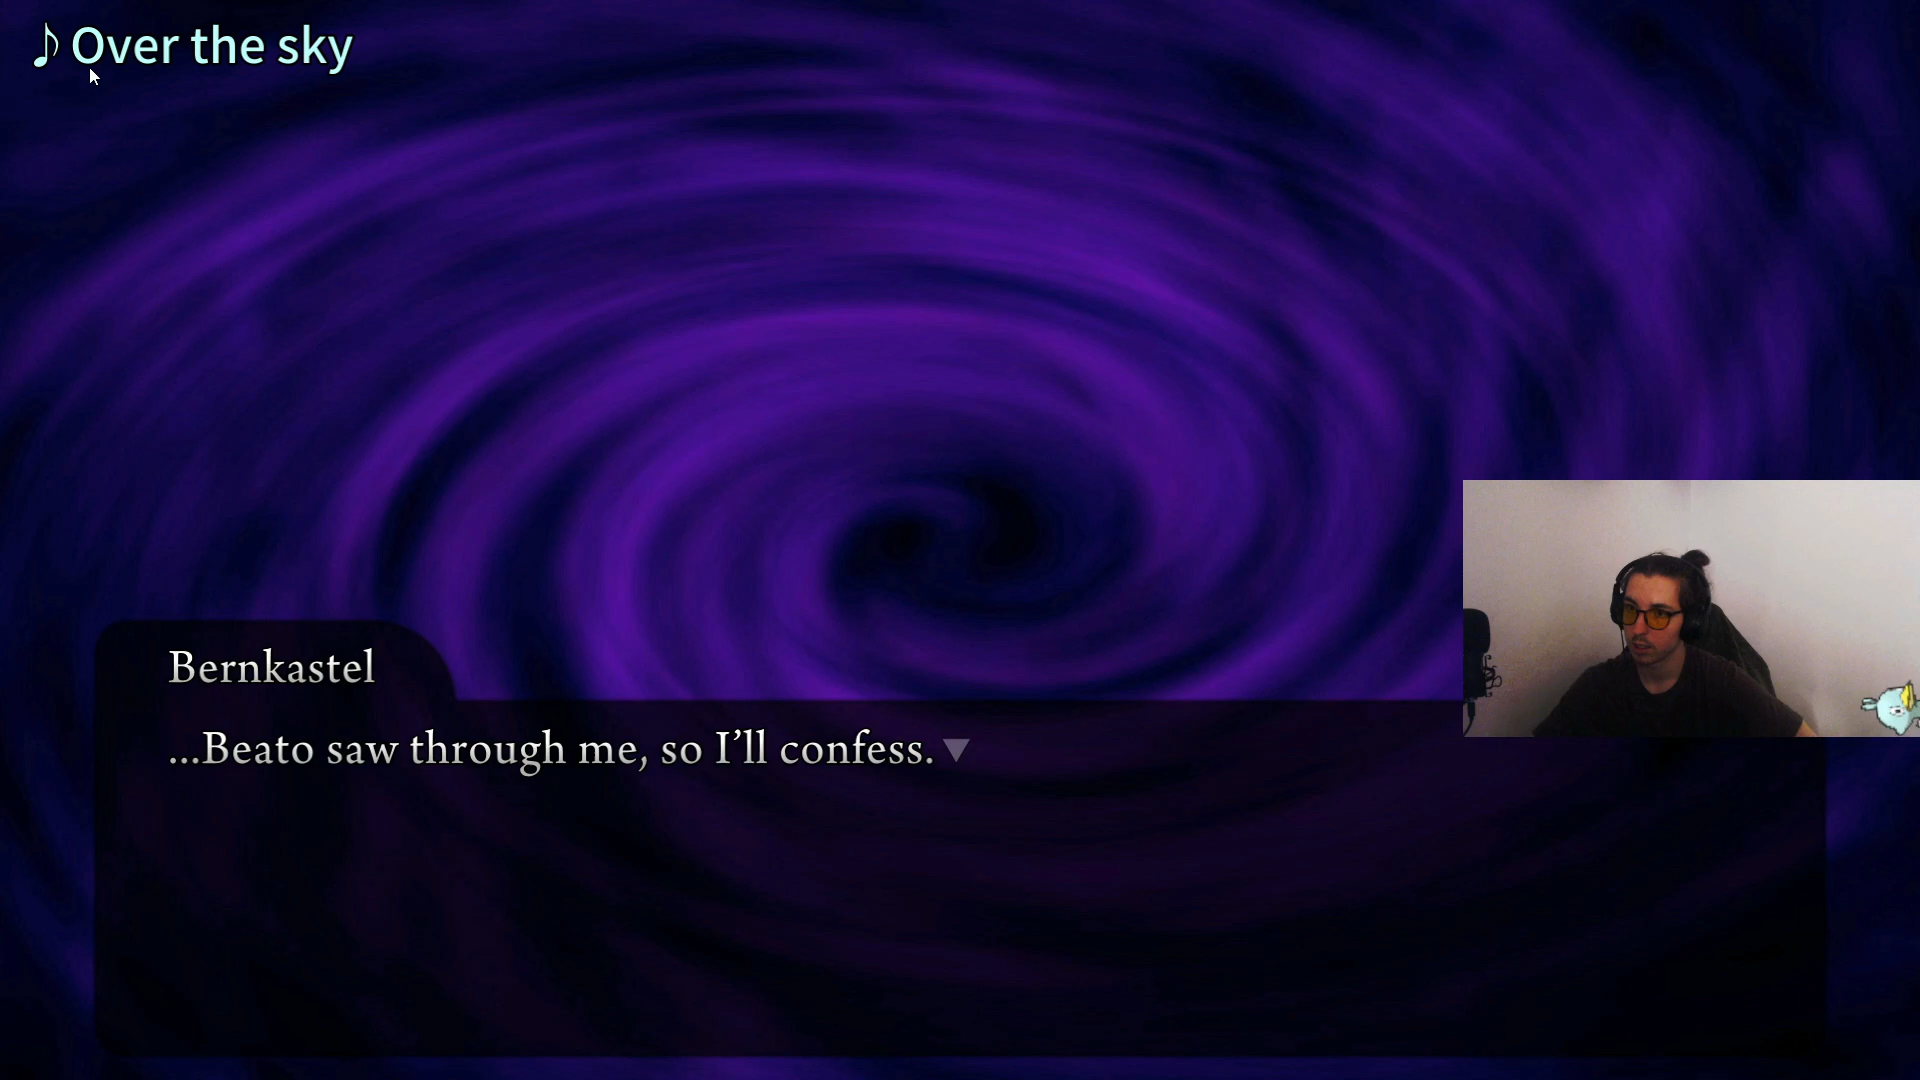 ♪ Over the sky
Bernkastel
...Beato saw through me, so I’ll confess.